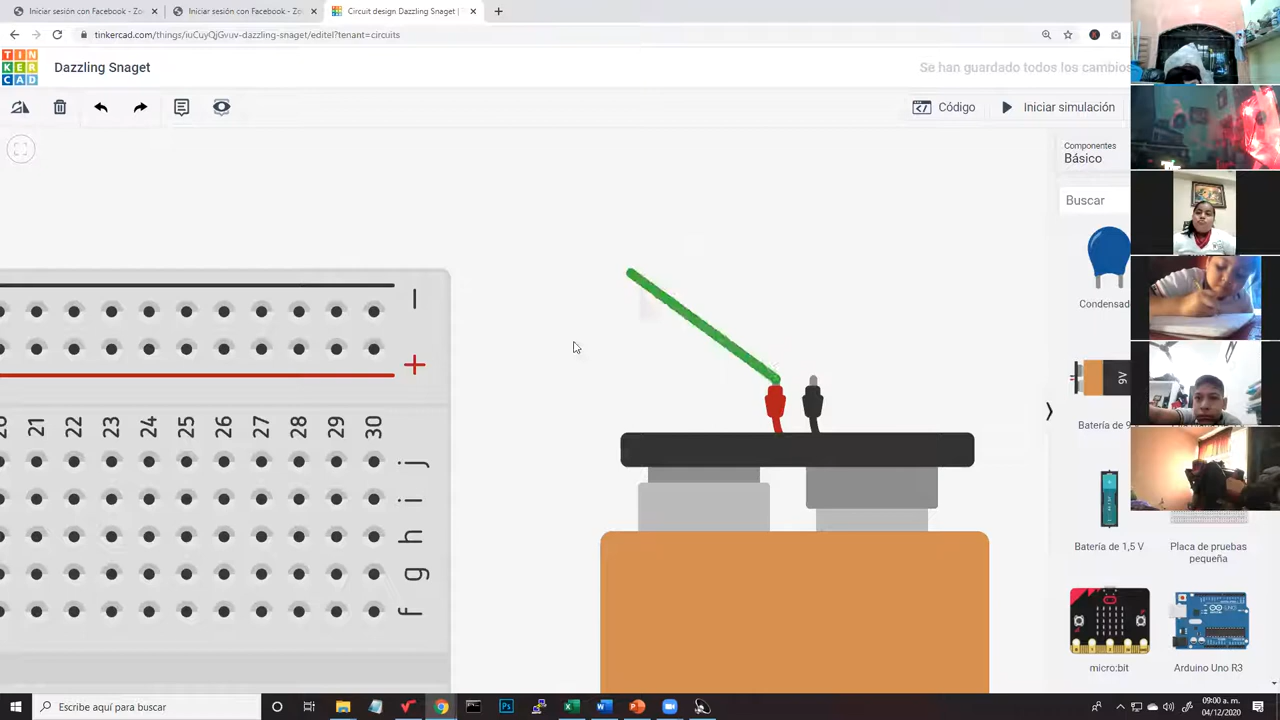 Iniciar sesión con Facebook - Zo
Iniciar sesión con Facebook - Zo
Circuit design Dazzling Snaget |
tinkercad.com/things/iuCuyQjGvuv-dazzling-snaget/editel?tenant=circuits
TIN
KER
CAD
Dazzling Snaget
Se han guardado todos los cambios
Código
Iniciar simulación
Componentes
Básico
Buscar
Condensad
9V
Batería de 9
Batería de 1,5 V
Placa de pruebas pequeña
micro:bit
Arduino Uno R3
21 22 23 24 25 26 27 28 29 30
j
i
h
g
f
Escribe aquí para buscar
09:00 a. m.
04/12/2020